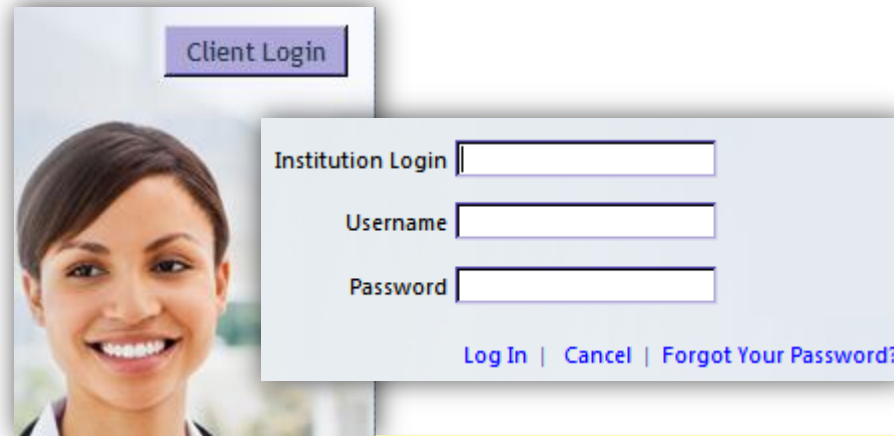 Client Login
Institution Login
Username
Password
Log In | Cancel | Forgot Your Password?